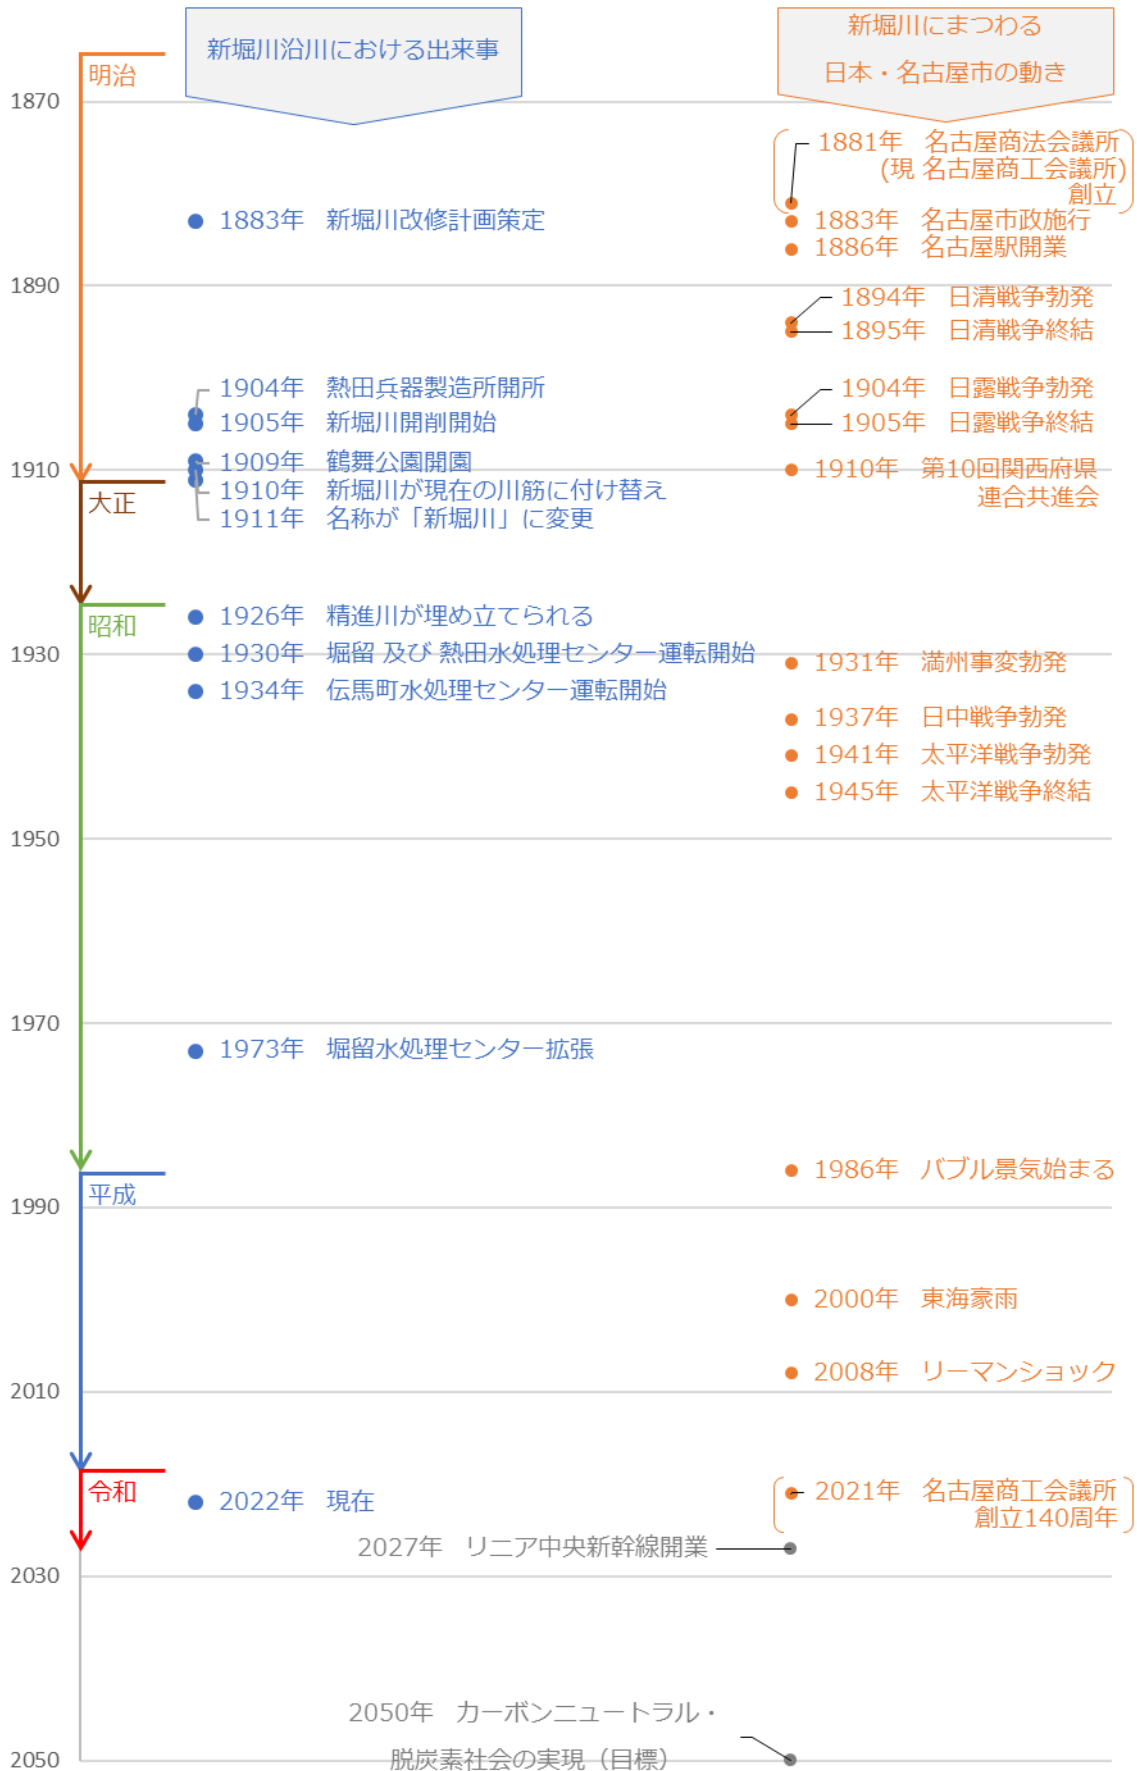 新堀川沿川における出来事
新堀川にまつわる
日本・名古屋市の動き
明治
1870
1881年 名古屋商法会議所
(現 名古屋商工会議所)
創立
1883年 新堀川改修計画策定
1883年 名古屋市政施行
1886年 名古屋駅開業
1890
1894年 日清戦争勃発
1895年 日清戦争終結
1904年 熱田兵器製造所開所
1904年 日露戦争勃発
1905年 新堀川開削開始
1905年 日露戦争終結
1909年 鶴舞公園開園
1910
1910年 第10回関西府県
連合共進会
1910年 新堀川が現在の川筋に付け替え
大正
1911年 名称が「新堀川」に変更
昭和
1926年 精進川が埋め立てられる
1930
1930年 堀留 及び 熱田水処理センター運転開始
1931年 満州事変勃発
1934年 伝馬町水処理センター運転開始
1937年 日中戦争勃発
1941年 太平洋戦争勃発
1945年 太平洋戦争終結
1950
1970
1973年 堀留水処理センター拡張
1986年 バブル景気始まる
平成
1990
2000年 東海豪雨
2008年 リーマンショック
2010
令和
2022年 現在
2021年 名古屋商工会議所
創立140周年
2027年 リニア中央新幹線開業
2030
2050年 カーボンニュートラル・
脱炭素社会の実現（目標）
2050